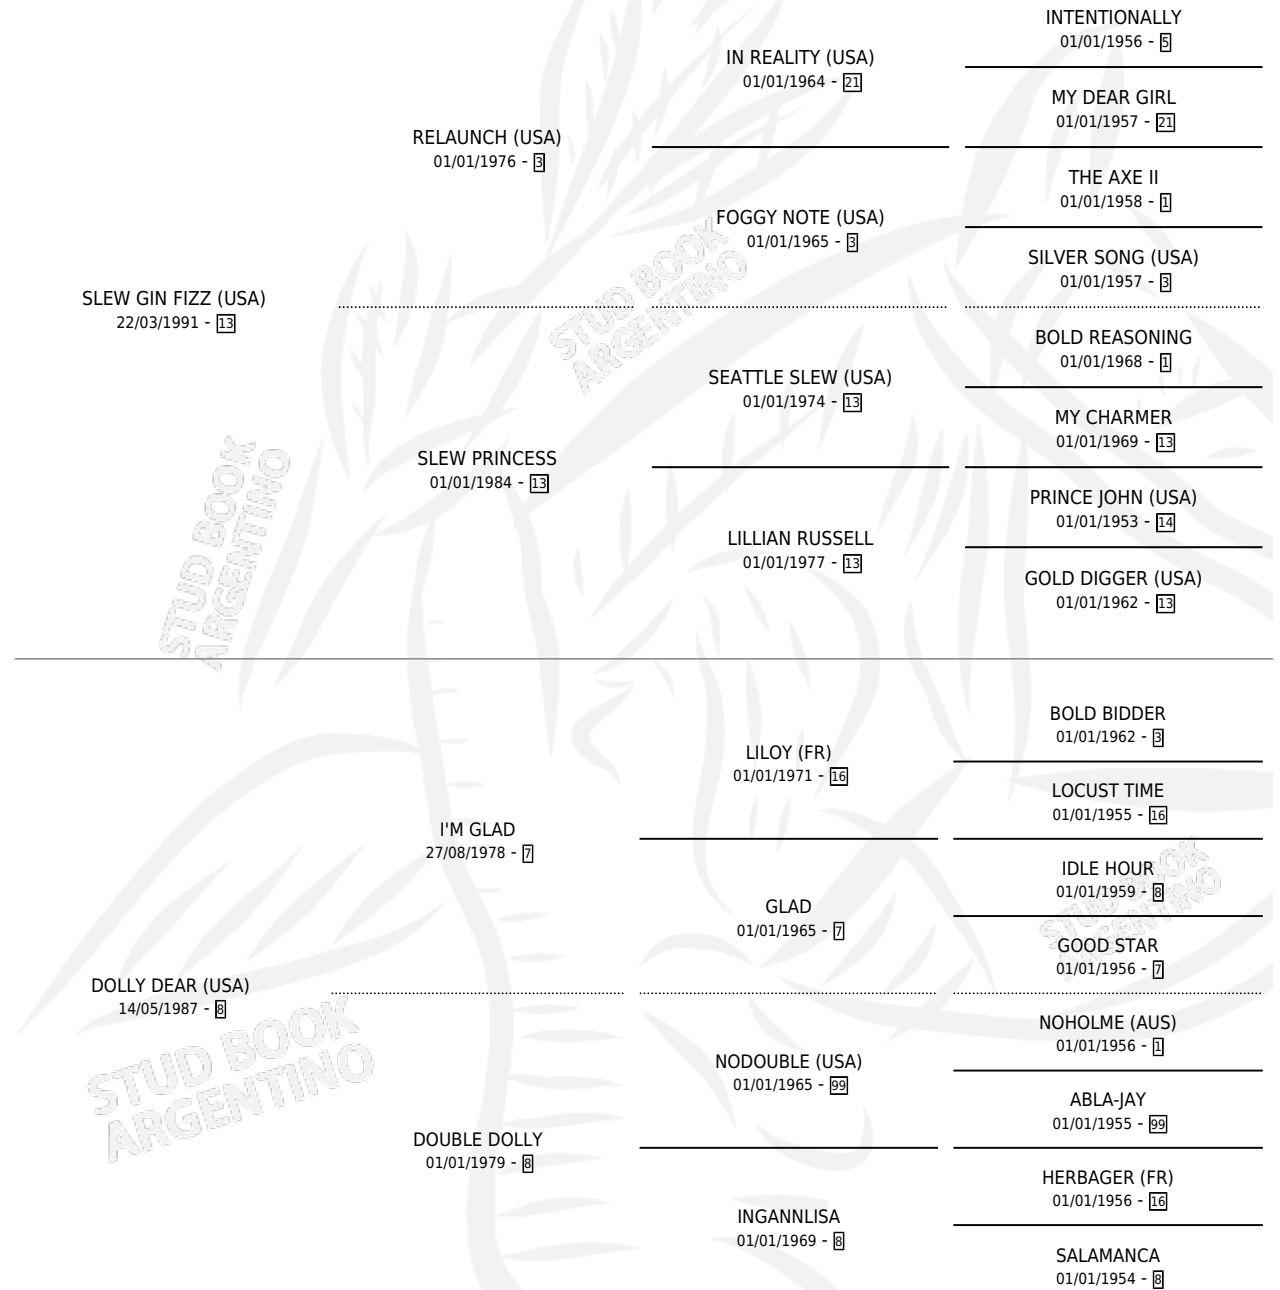 INTENTIONALLY
01/01/1956 - 5
IN REALITY (USA)
01/01/1964 - 21
MY DEAR GIRL
01/01/1957 - 21
RELAUNCH (USA)
01/01/1976 - 3
THE AXE II
01/01/1958 - 1
FOGGY NOTE (USA)
01/01/1965 - 3
SILVER SONG (USA)
01/01/1957 - 3
SLEW GIN FIZZ (USA)
22/03/1991 - 13
BOLD REASONING
01/01/1968 - 1
SEATTLE SLEW (USA)
01/01/1974 - 13
MY CHARMER
01/01/1969 - 13
SLEW PRINCESS
01/01/1984 - 13
PRINCE JOHN (USA)
01/01/1953 - 14
LILLIAN RUSSELL
01/01/1977 - 13
GOLD DIGGER (USA)
01/01/1962 - 13
BOLD BIDDER
01/01/1962 - 3
LILOY (FR)
01/01/1971 - 16
LOCUST TIME
01/01/1955 - 16
I'M GLAD
27/08/1978 - 7
IDLE HOUR
01/01/1959 - 8
GLAD
01/01/1965 - 7
GOOD STAR
01/01/1956 - 7
DOLLY DEAR (USA)
14/05/1987 - 8
NOHOLME (AUS)
01/01/1956 - 1
NODOUBLE (USA)
01/01/1965 - 99
ABLA-JAY
01/01/1955 - 99
DOUBLE DOLLY
01/01/1979 - 8
HERBAGER (FR)
01/01/1956 - 16
INGANNLISA
01/01/1969 - 8
SALAMANCA
01/01/1954 - 8
STUD BOOK
ARGENTINO
STUD BOOK
ARGENTINO
STUD BOOK
ARGENTINO
STUD BOOK
ARGENTINO